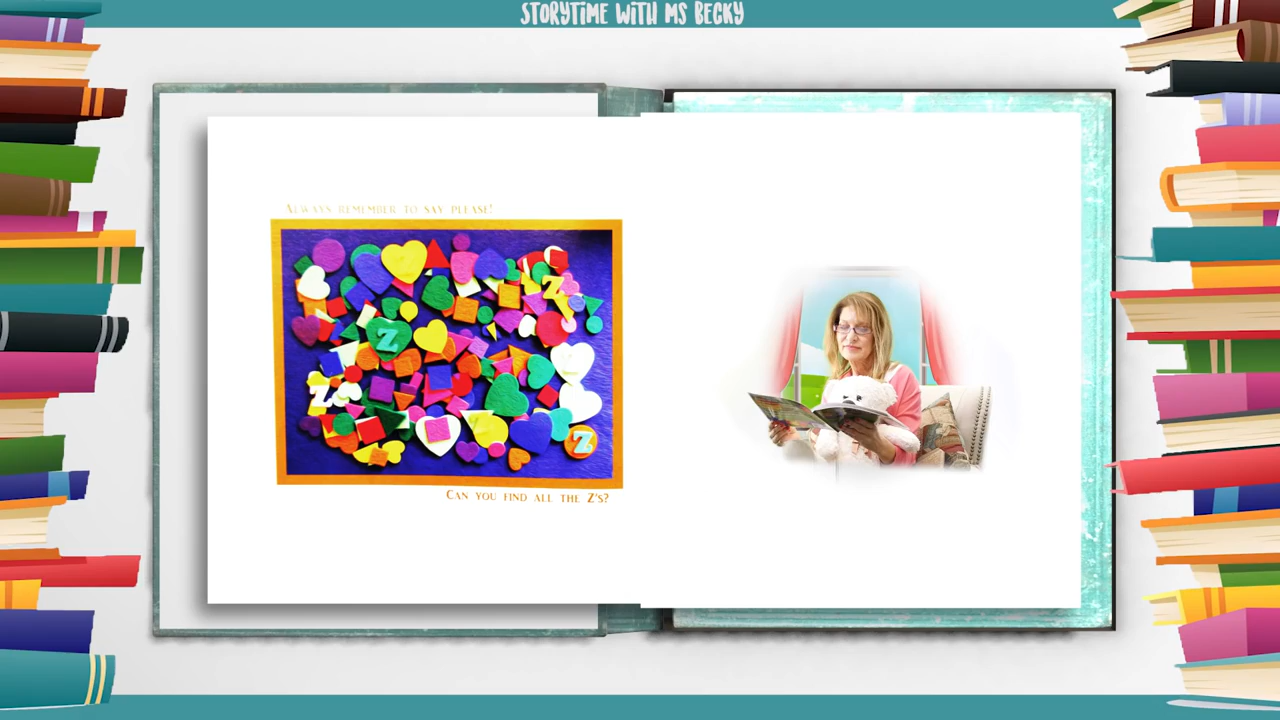 STORYTIME WITH MS BECKY
ALWAYS REMEMBER TO SAY PLEASE!
Z
Z
Z
Z
CAN YOU FIND ALL THE Z'S?